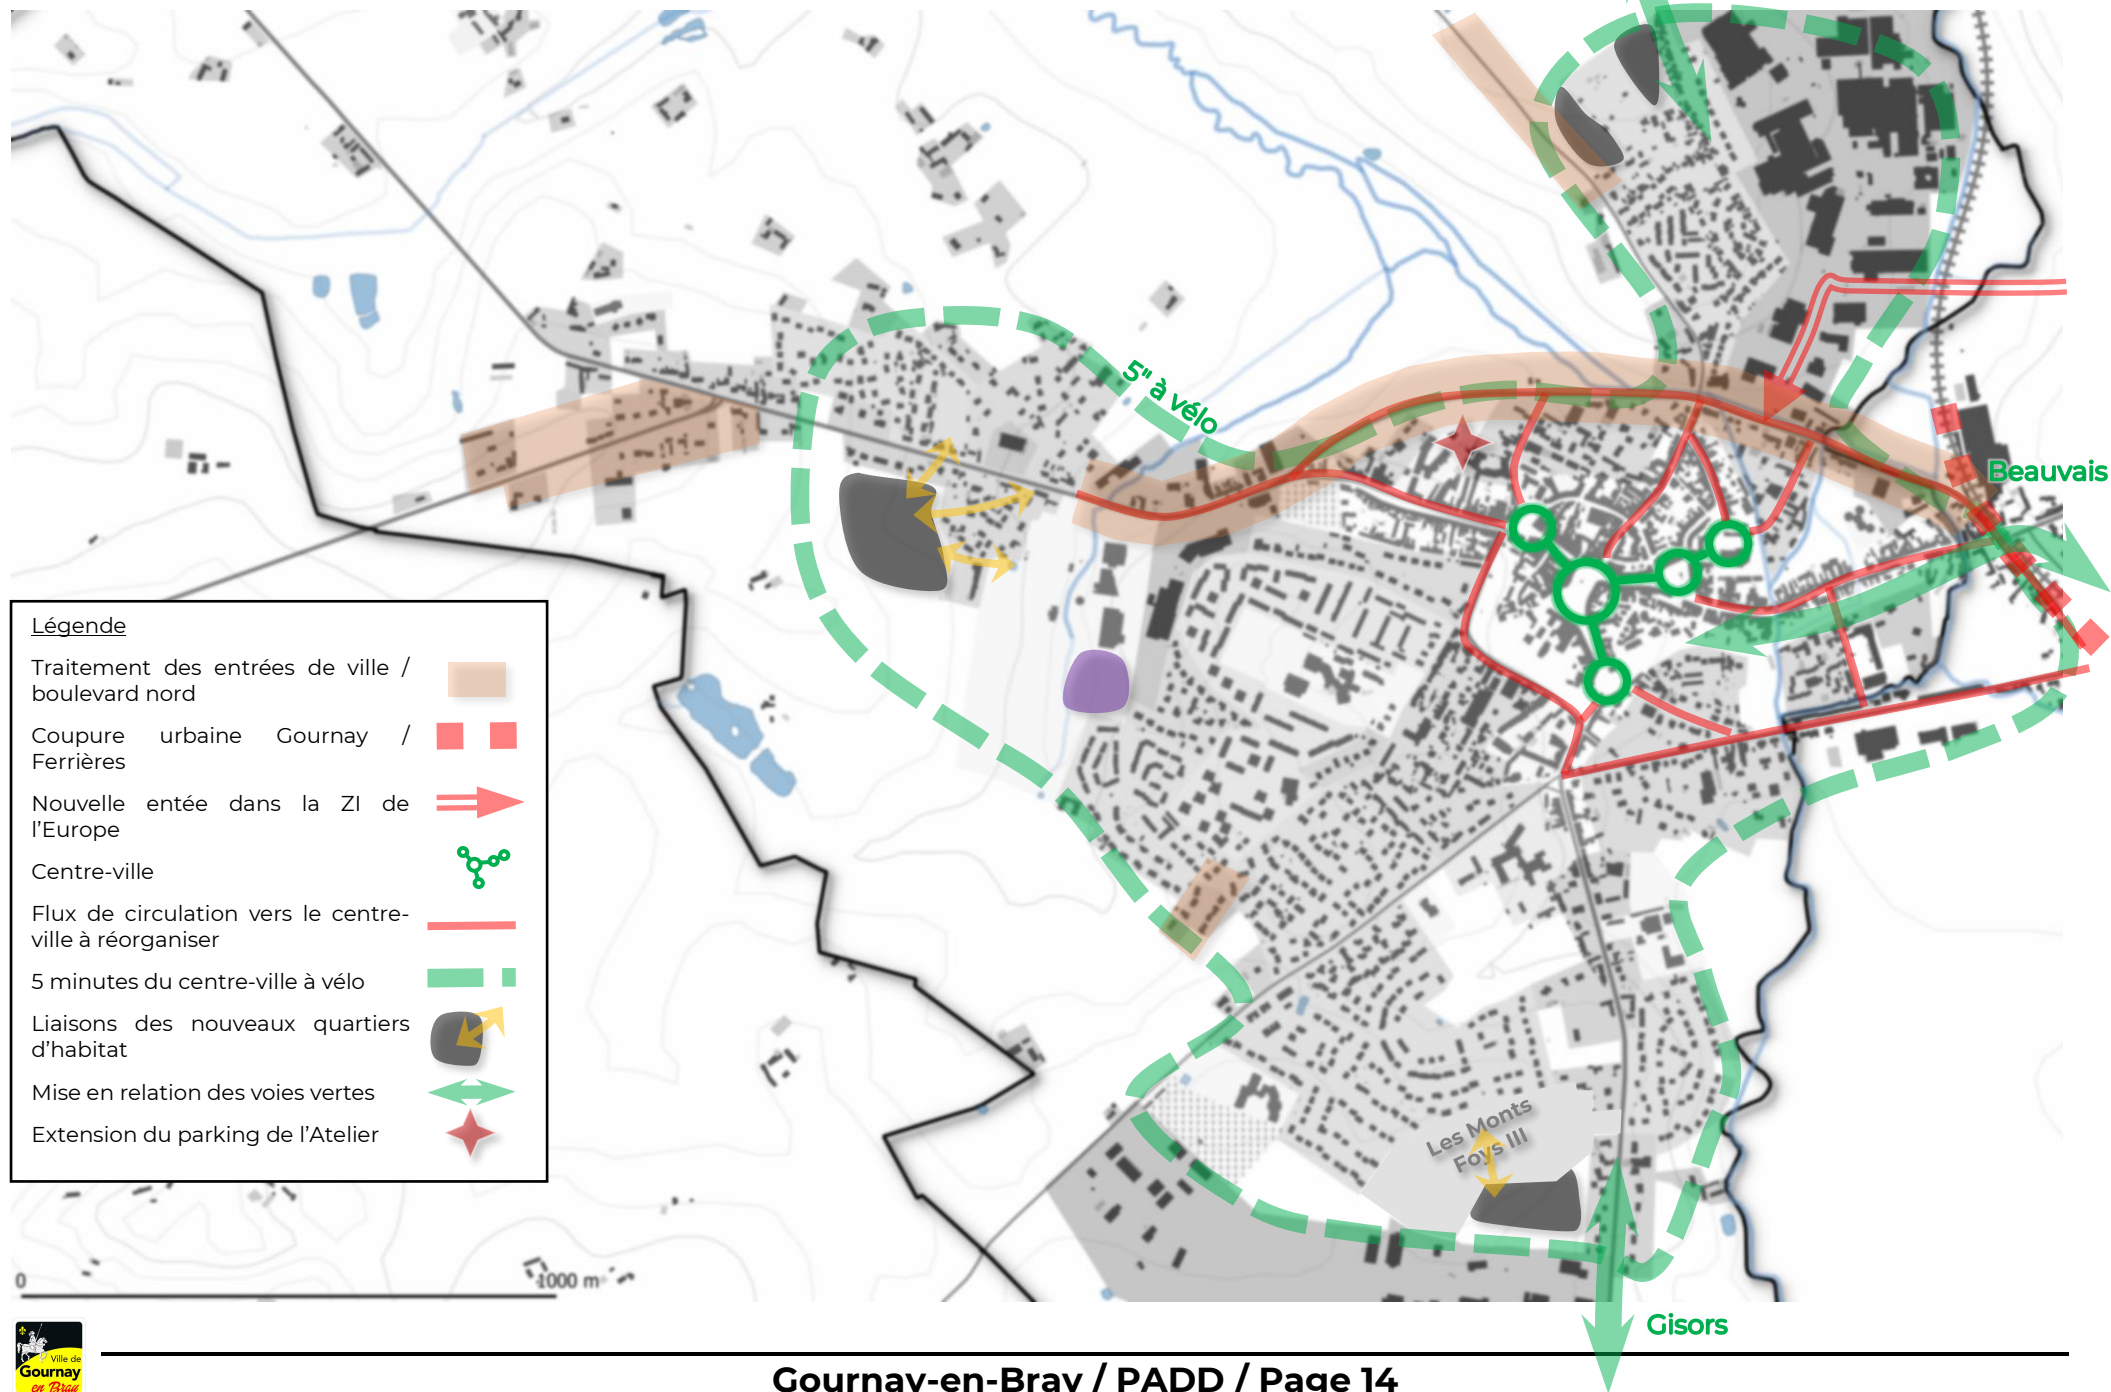 5" à vélo
Beauvais
Légende
Traitement des entrées de ville /
boulevard nord
Coupure urbaine Gournay /
Ferrières
Nouvelle entée dans la ZI de
l'Europe
Centre-ville
Flux de circulation vers le centre-
ville à réorganiser
5 minutes du centre-ville à vélo
Liaisons des nouveaux quartiers
d'habitat
Mise en relation des voies vertes
Extension du parking de l'Atelier
Les Monts
Foys III
0
1000 m
Gisors
Ville de
Gournay
en Bray
Gournay-en-Bray / PADD / Page 14